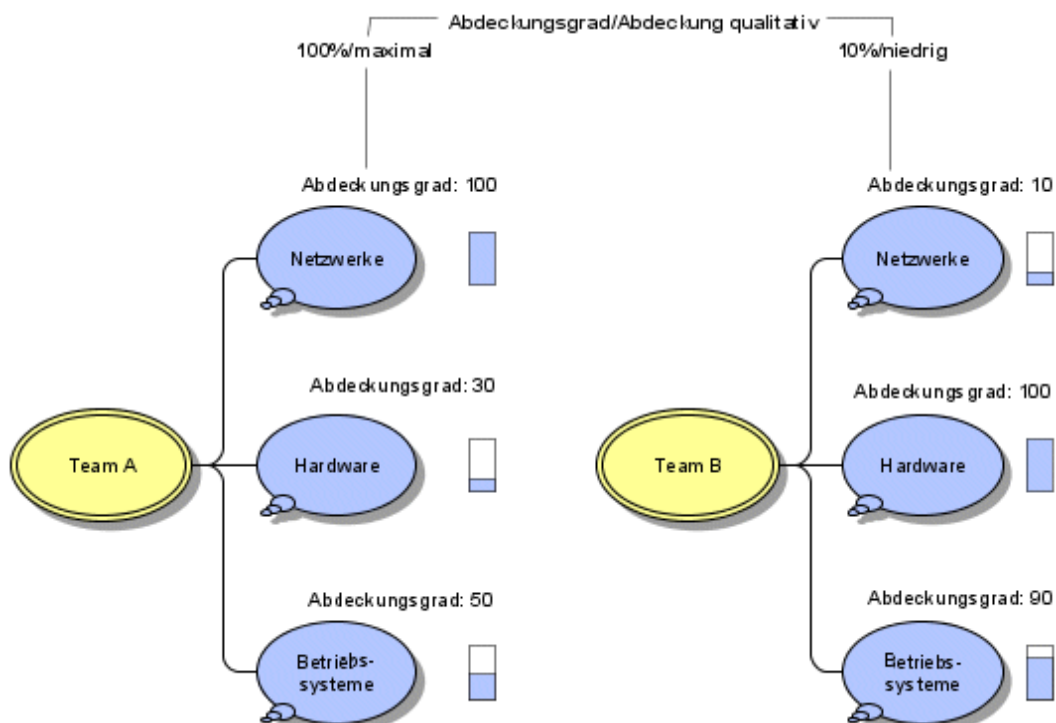 Abdeckungsgrad/Abdeckung qualitativ
100%/maximal
10%/niedrig
Abdeckungsgrad: 100
Abdeckungsgrad: 10
Netzwerke
Netzwerke
Abdeckungsgrad: 30
Abdeckungsgrad: 100
Team A
Hardware
Team B
Hardware
Abdeckungsgrad: 50
Abdeckungsgrad: 90
Betriebs-
systeme
Betriebs-
systeme